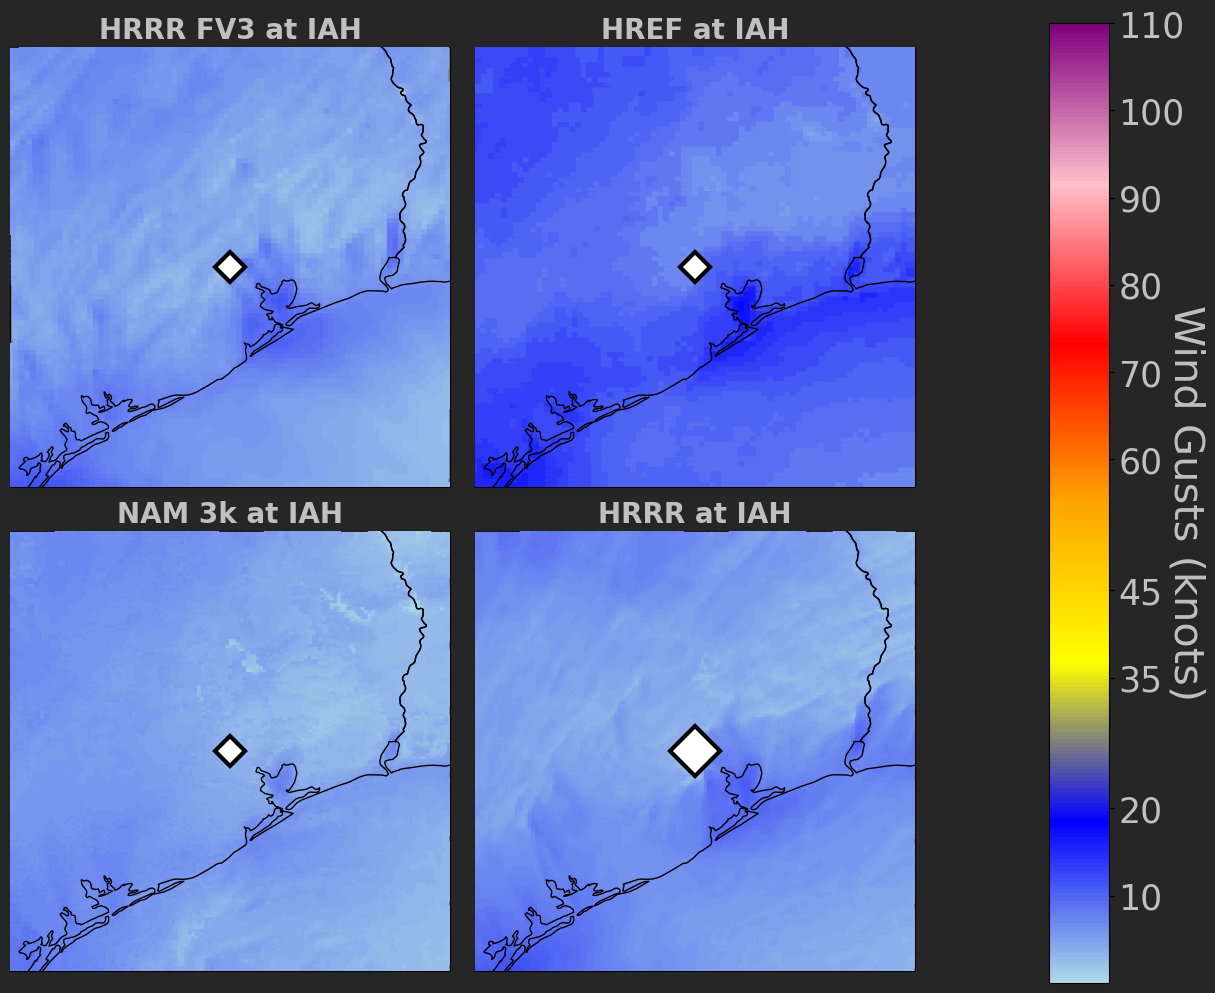 HRRR FV3 at IAH
HREF at IAH
NAM 3k at IAH
HRRR at IAH
110
100
90
80
70
60
45
35
20
10
Wind Gusts (knots)